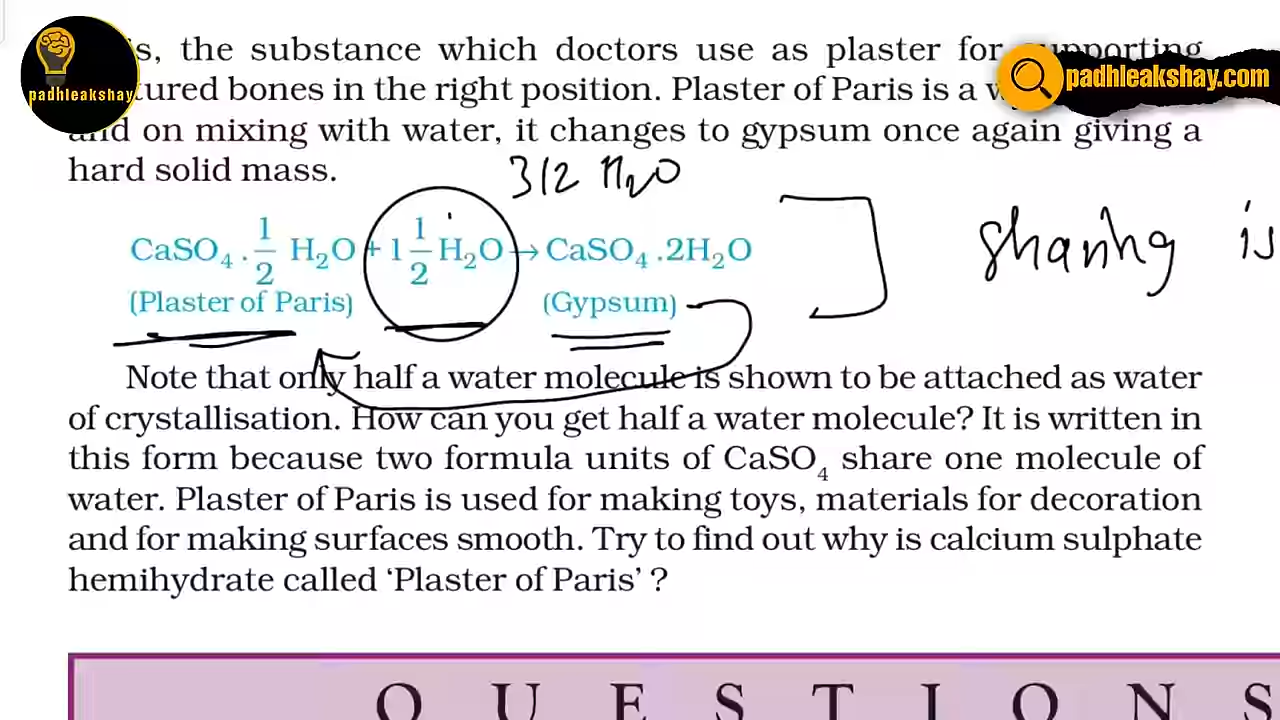 is, the substance which doctors use as plaster for supporting
padhleakshay
padhleakshay.com
tured bones in the right position. Plaster of Paris is a w
and on mixing with water, it changes to gypsum once again giving a
hard solid mass.
3/2 H₂O
CaSO₄ . 1/2 H₂O + 1 1/2 H₂O → CaSO₄ .2H₂O
(Plaster of Paris) (Gypsum)
sharing is
Note that only half a water molecule is shown to be attached as water
of crystallisation. How can you get half a water molecule? It is written in
this form because two formula units of CaSO₄ share one molecule of
water. Plaster of Paris is used for making toys, materials for decoration
and for making surfaces smooth. Try to find out why is calcium sulphate
hemihydrate called ‘Plaster of Paris’ ?
Q U E S T I O N S